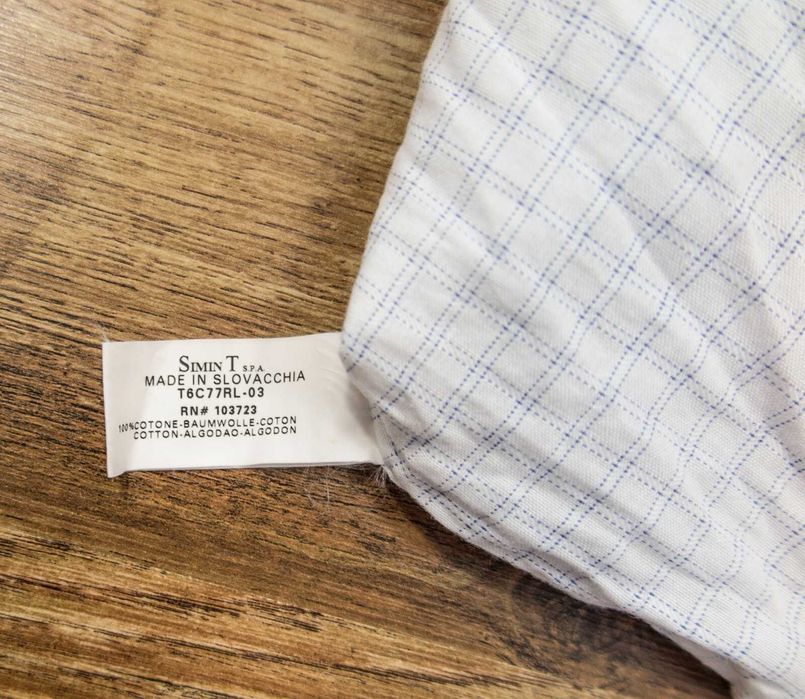 SIMIN T S.P.A.
MADE IN SLOVACCHIA
T6C77RL-03
RN# 103723
100%COTONE-BAUMWOLLE-COTON
COTTON-ALGODAO-ALGODON